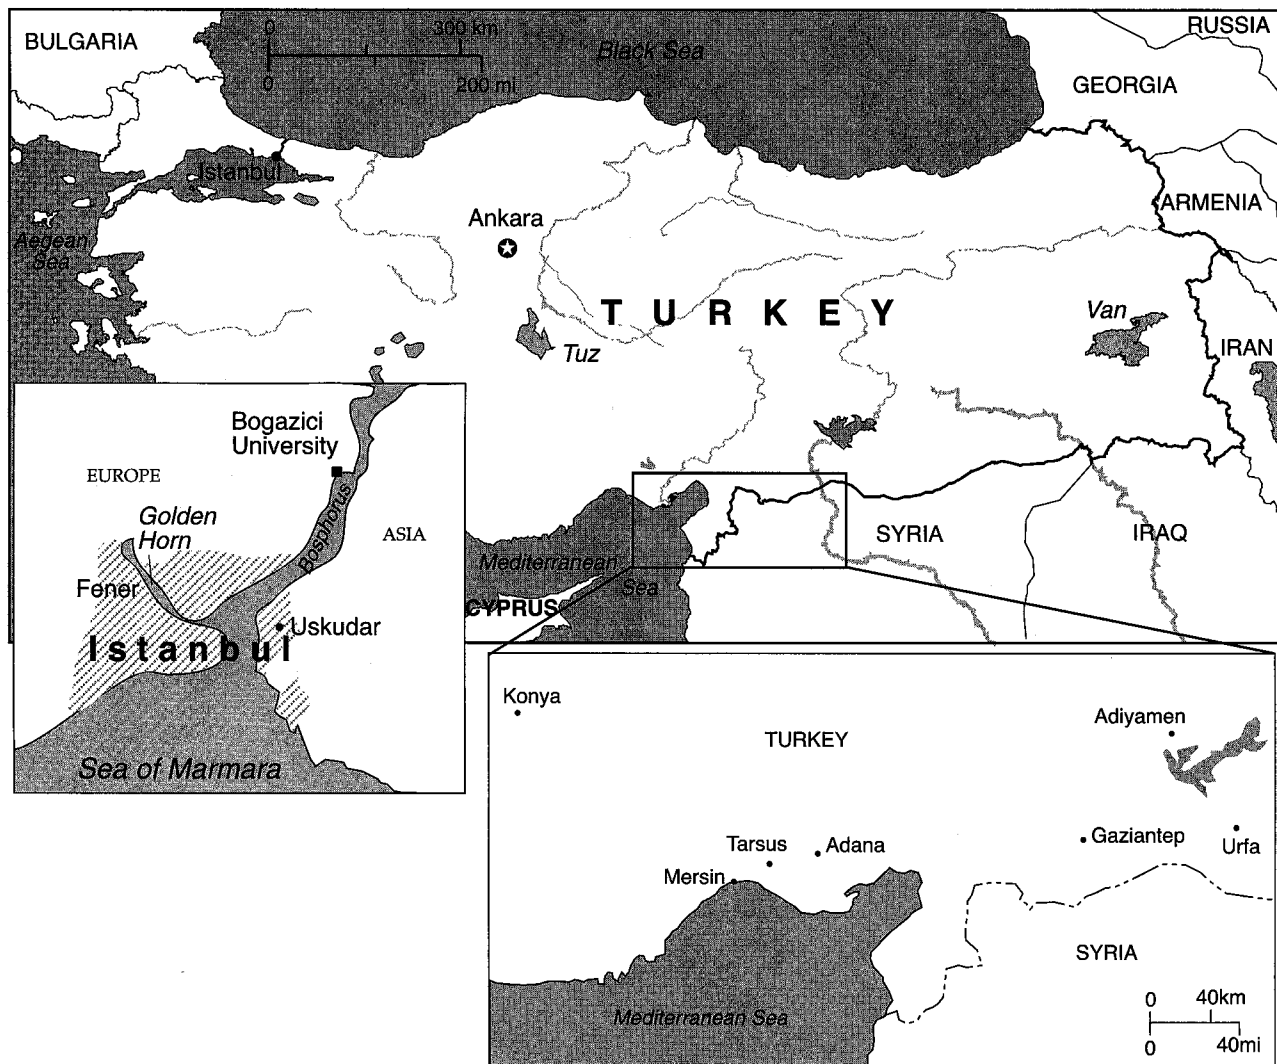 BULGARIA
0
300 km
0
200 mi
Black Sea
RUSSIA
GEORGIA
ARMENIA
Istanbul
Ankara
Aegean
Sea
TURKEY
Tuz
Van
IRAN
SYRIA
IRAQ
Mediterranean
Sea
CYPRUS
Bogazici
University
EUROPE
Golden
Horn
Bosphorus
ASIA
Fener
Uskudar
Istanbul
Sea of Marmara
Konya
TURKEY
Adiyamen
Tarsus
Adana
Gaziantep
Urfa
Mersin
SYRIA
Mediterranean Sea
0
40km
0
40mi